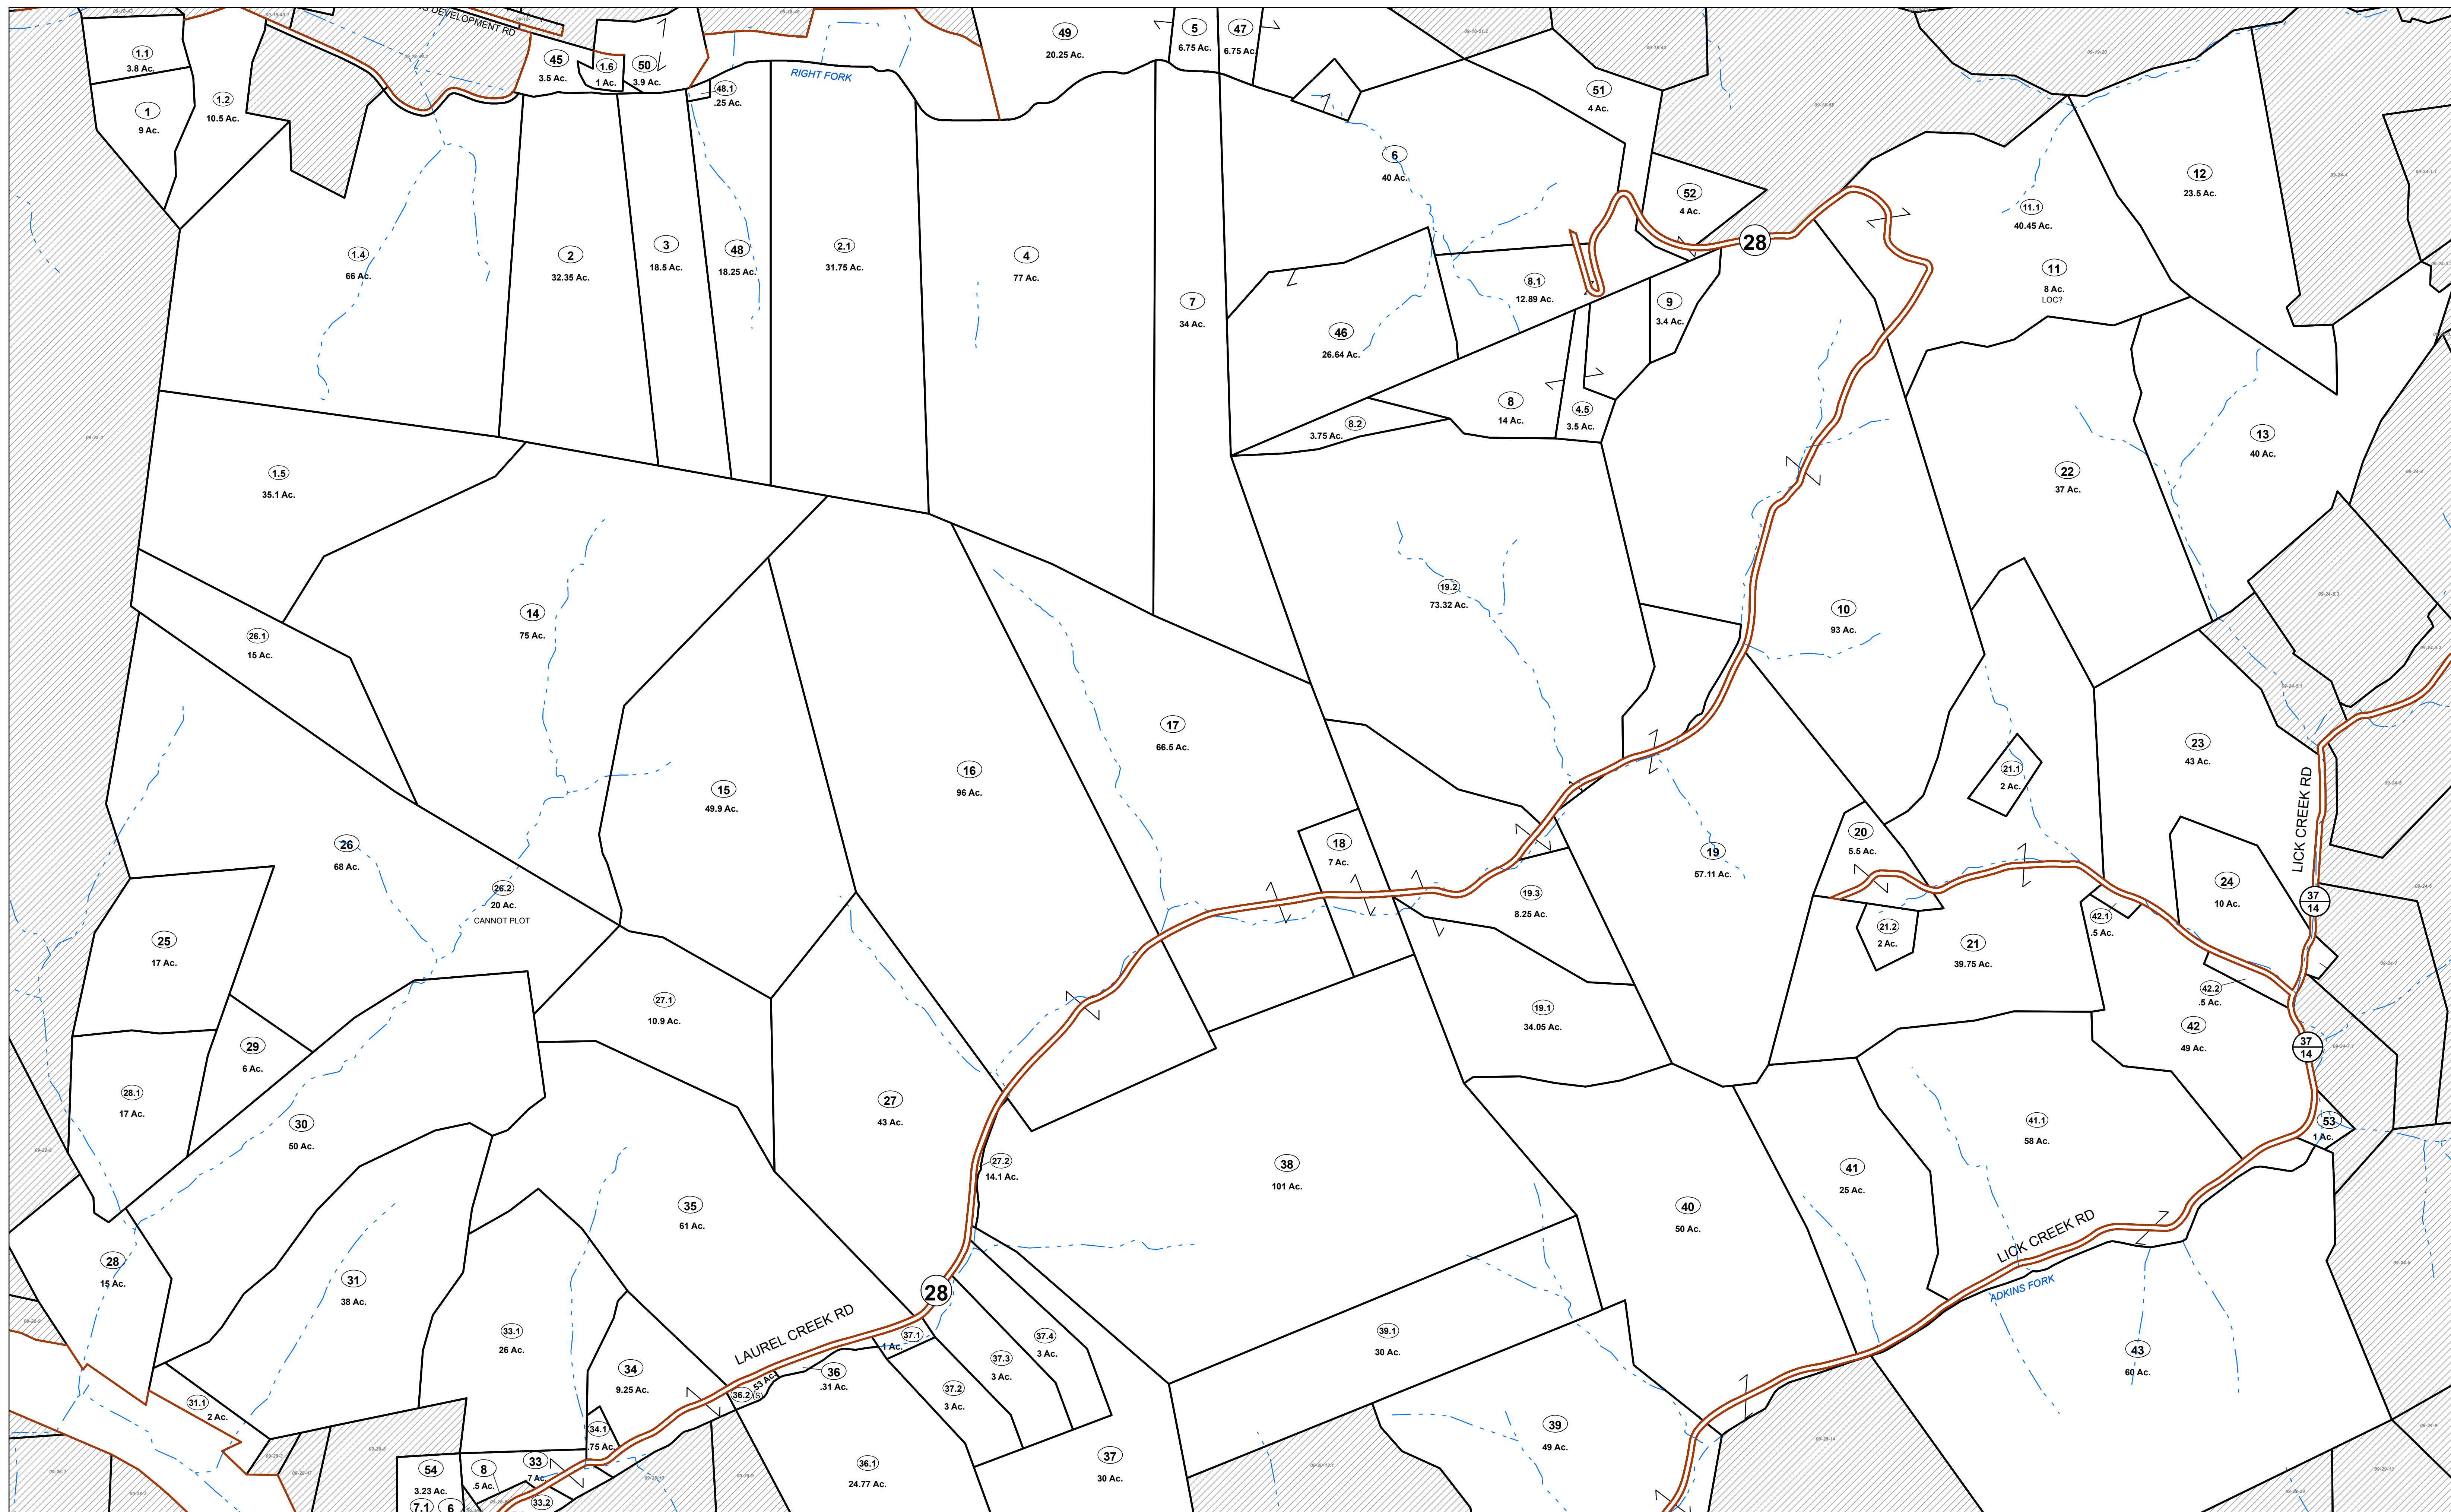 NG DEVELOPMENT RD
1.1
3.8 Ac.
1
9 Ac.
1.2
10.5 Ac.
45
3.5 Ac.
1.6
1 Ac.
50
3.9 Ac.
48.1
.25 Ac.
RIGHT FORK
49
20.25 Ac.
5
6.75 Ac.
47
6.75 Ac.
51
4 Ac.
6
40 Ac.
52
4 Ac.
28
11.1
40.45 Ac.
11
8 Ac.
LOC?
12
23.5 Ac.
1.4
66 Ac.
2
32.35 Ac.
3
18.5 Ac.
48
18.25 Ac.
2.1
31.75 Ac.
4
77 Ac.
7
34 Ac.
46
26.64 Ac.
8.1
12.89 Ac.
9
3.4 Ac.
8
14 Ac.
4.5
3.5 Ac.
8.2
3.75 Ac.
13
40 Ac.
22
37 Ac.
1.5
35.1 Ac.
14
75 Ac.
26.1
15 Ac.
19.2
73.32 Ac.
10
93 Ac.
17
66.5 Ac.
16
96 Ac.
15
49.9 Ac.
23
43 Ac.
21.1
2 Ac.
LICK CREEK RD
26
68 Ac.
26.2
20 Ac.
CANNOT PLOT
18
7 Ac.
19
57.11 Ac.
20
5.5 Ac.
19.3
8.25 Ac.
24
10 Ac.
37
14
25
17 Ac.
21.2
2 Ac.
21
39.75 Ac.
42.1
.5 Ac.
42.2
.5 Ac.
27.1
10.9 Ac.
19.1
34.05 Ac.
42
49 Ac.
37
14
29
6 Ac.
28.1
17 Ac.
30
50 Ac.
27
43 Ac.
27.2
14.1 Ac.
38
101 Ac.
41.1
58 Ac.
53
1 Ac.
41
25 Ac.
40
50 Ac.
35
61 Ac.
28
15 Ac.
31
38 Ac.
28
LICK CREEK RD
ADKINS FORK
LAUREL CREEK RD
33.1
26 Ac.
37.1
1 Ac.
37.4
3 Ac.
37.3
3 Ac.
37.2
3 Ac.
39.1
30 Ac.
43
60 Ac.
34
9.25 Ac.
36
.31 Ac.
36.2
(S)
.53 Ac.
31.1
2 Ac.
34.1
.75 Ac.
39
49 Ac.
33
7 Ac.
54
3.23 Ac.
8
.5 Ac.
36.1
24.77 Ac.
37
30 Ac.
7.1
6
33.2